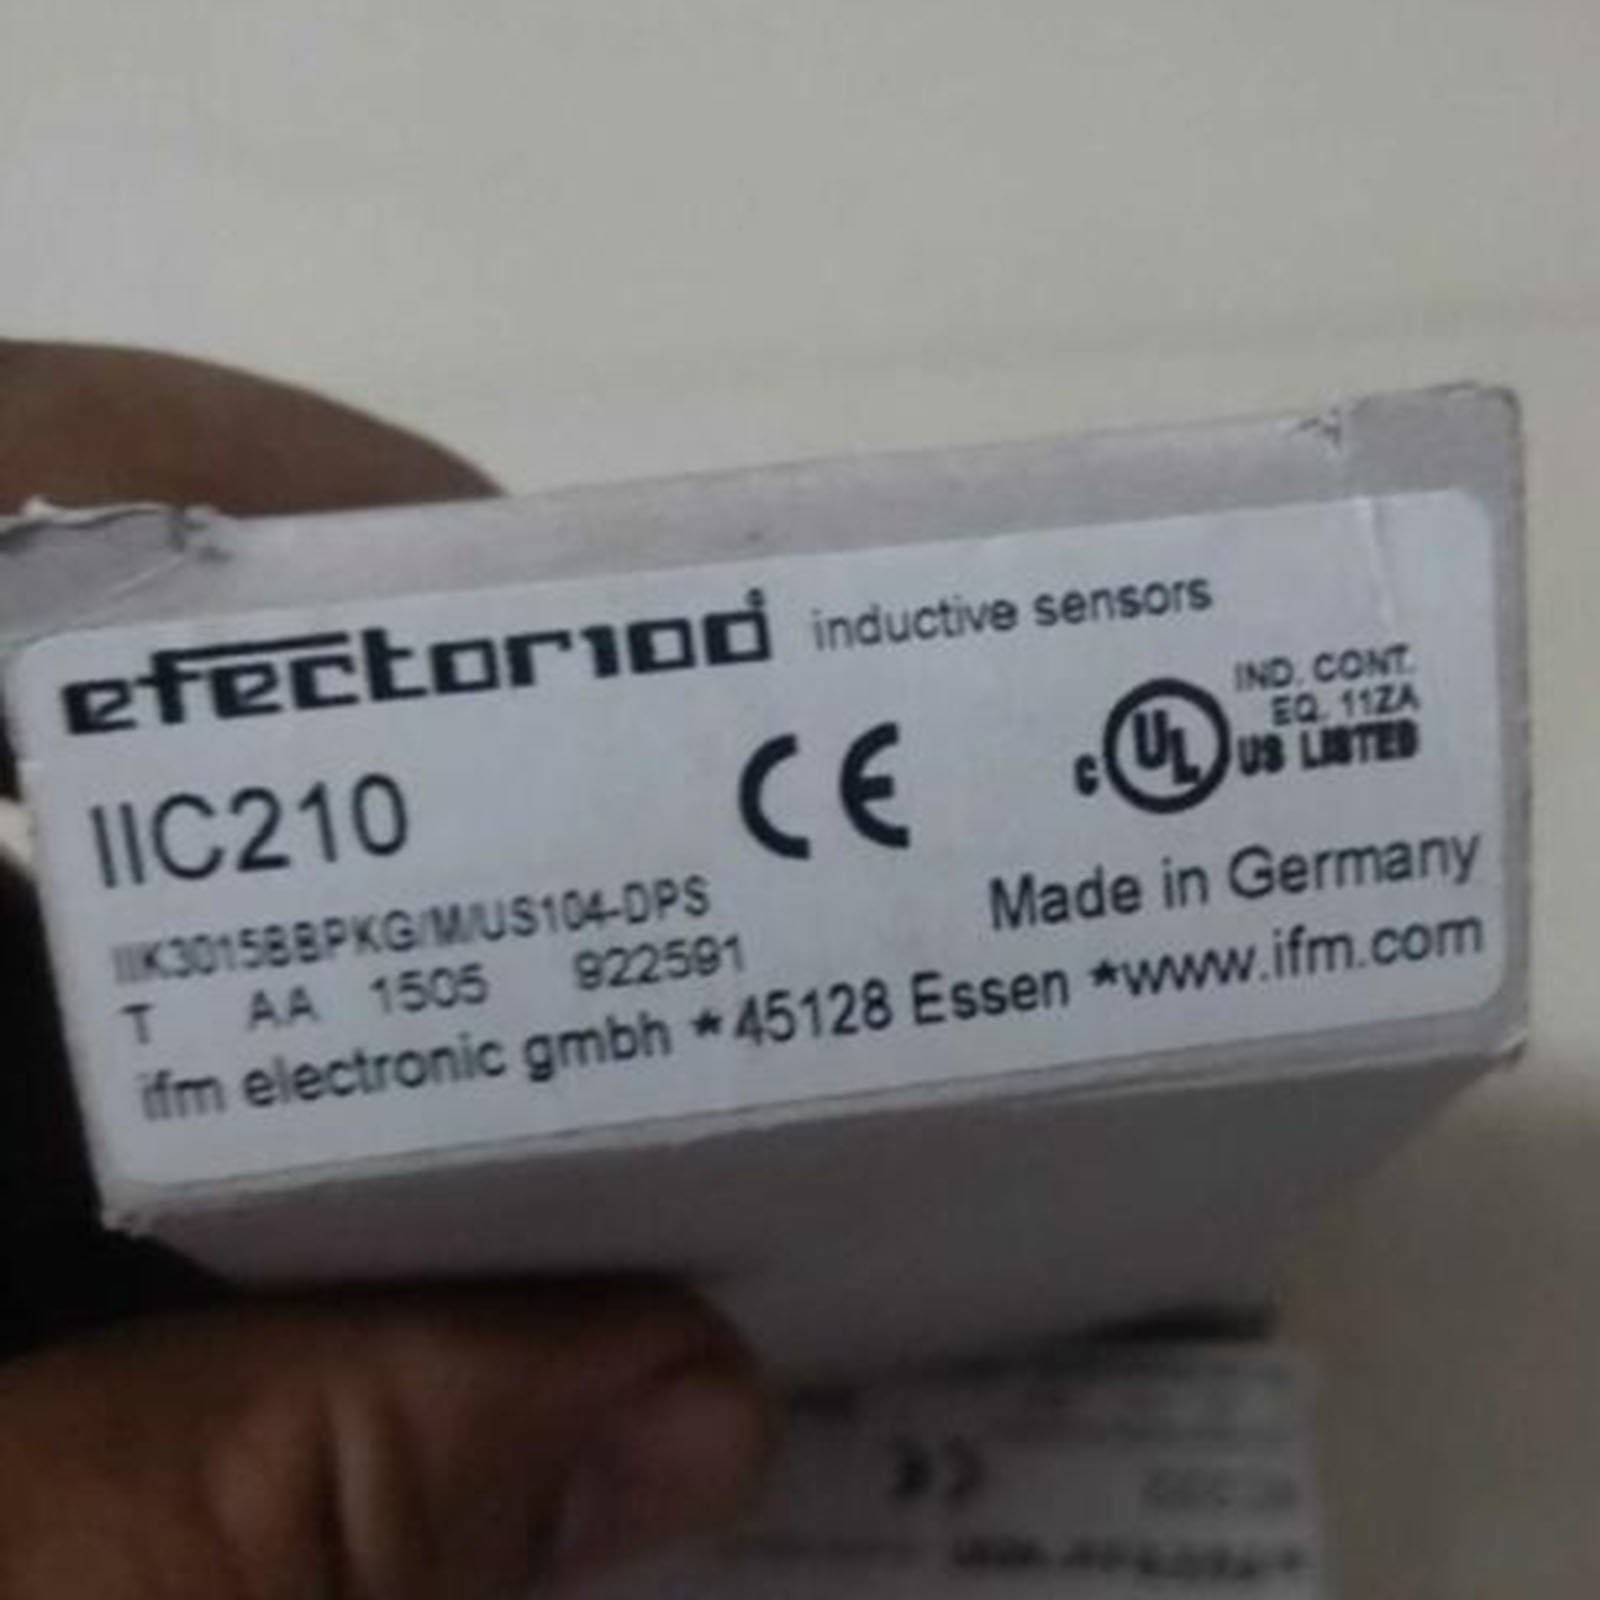 efector100® inductive sensors
IND. CONT.
EQ. 11ZA
c UL US LISTED
IIC210
CE
IIK3015BBPKG/M/US104-DPS
Made in Germany
T AA 1505 922591
ifm electronic gmbh *45128 Essen *www.ifm.com